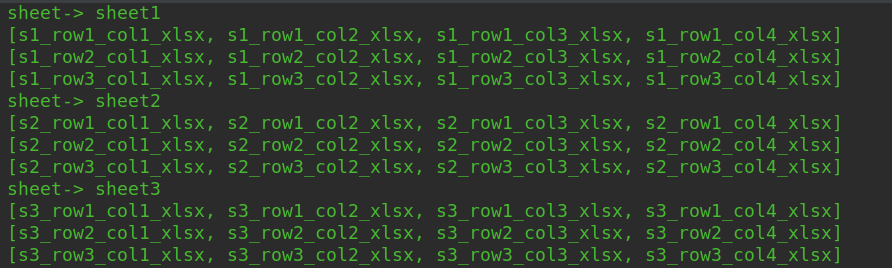 sheet-> sheet1
[s1_row1_col1_xlsx, s1_row1_col2_xlsx, s1_row1_col3_xlsx, s1_row1_col4_xlsx]
[s1_row2_col1_xlsx, s1_row2_col2_xlsx, s1_row2_col3_xlsx, s1_row2_col4_xlsx]
[s1_row3_col1_xlsx, s1_row3_col2_xlsx, s1_row3_col3_xlsx, s1_row3_col4_xlsx]
sheet-> sheet2
[s2_row1_col1_xlsx, s2_row1_col2_xlsx, s2_row1_col3_xlsx, s2_row1_col4_xlsx]
[s2_row2_col1_xlsx, s2_row2_col2_xlsx, s2_row2_col3_xlsx, s2_row2_col4_xlsx]
[s2_row3_col1_xlsx, s2_row3_col2_xlsx, s2_row3_col3_xlsx, s2_row3_col4_xlsx]
sheet-> sheet3
[s3_row1_col1_xlsx, s3_row1_col2_xlsx, s3_row1_col3_xlsx, s3_row1_col4_xlsx]
[s3_row2_col1_xlsx, s3_row2_col2_xlsx, s3_row2_col3_xlsx, s3_row2_col4_xlsx]
[s3_row3_col1_xlsx, s3_row3_col2_xlsx, s3_row3_col3_xlsx, s3_row3_col4_xlsx]